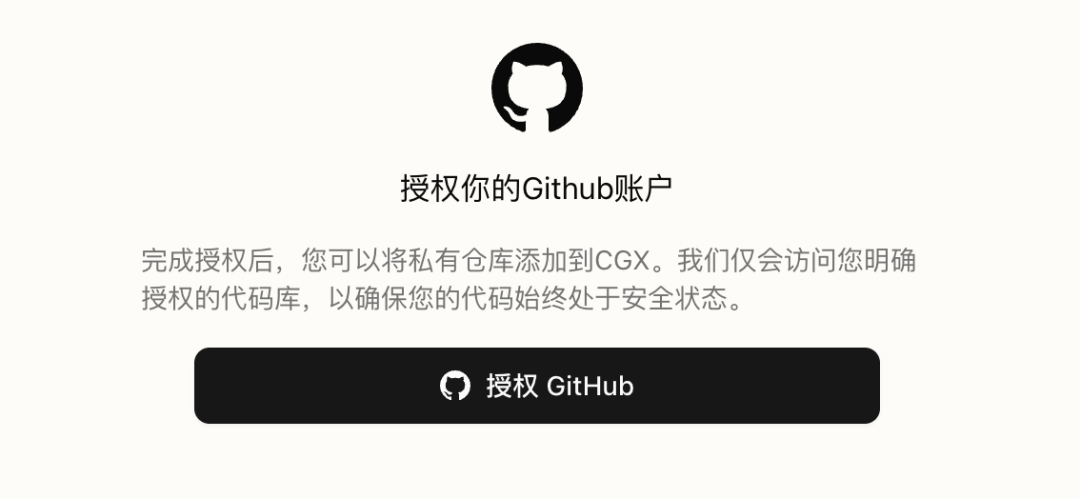 授权你的Github账户
完成授权后，您可以将私有仓库添加到CGX。我们仅会访问您明确
授权的代码库，以确保您的代码始终处于安全状态。
授权 GitHub